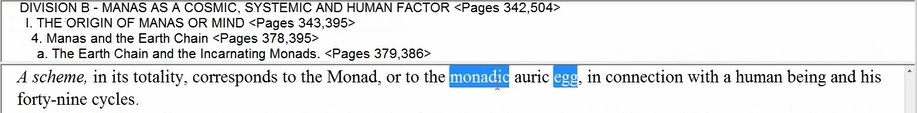 DIVISION B - MANAS AS A COSMIC, SYSTEMIC AND HUMAN FACTOR <Pages 342,504>
I. THE ORIGIN OF MANAS OR MIND <Pages 343,395>
4. Manas and the Earth Chain <Pages 378,395>
a. The Earth Chain and the Incarnating Monads. <Pages 379,386>
A scheme, in its totality, corresponds to the Monad, or to the monadic auric egg, in connection with a human being and his
forty-nine cycles.